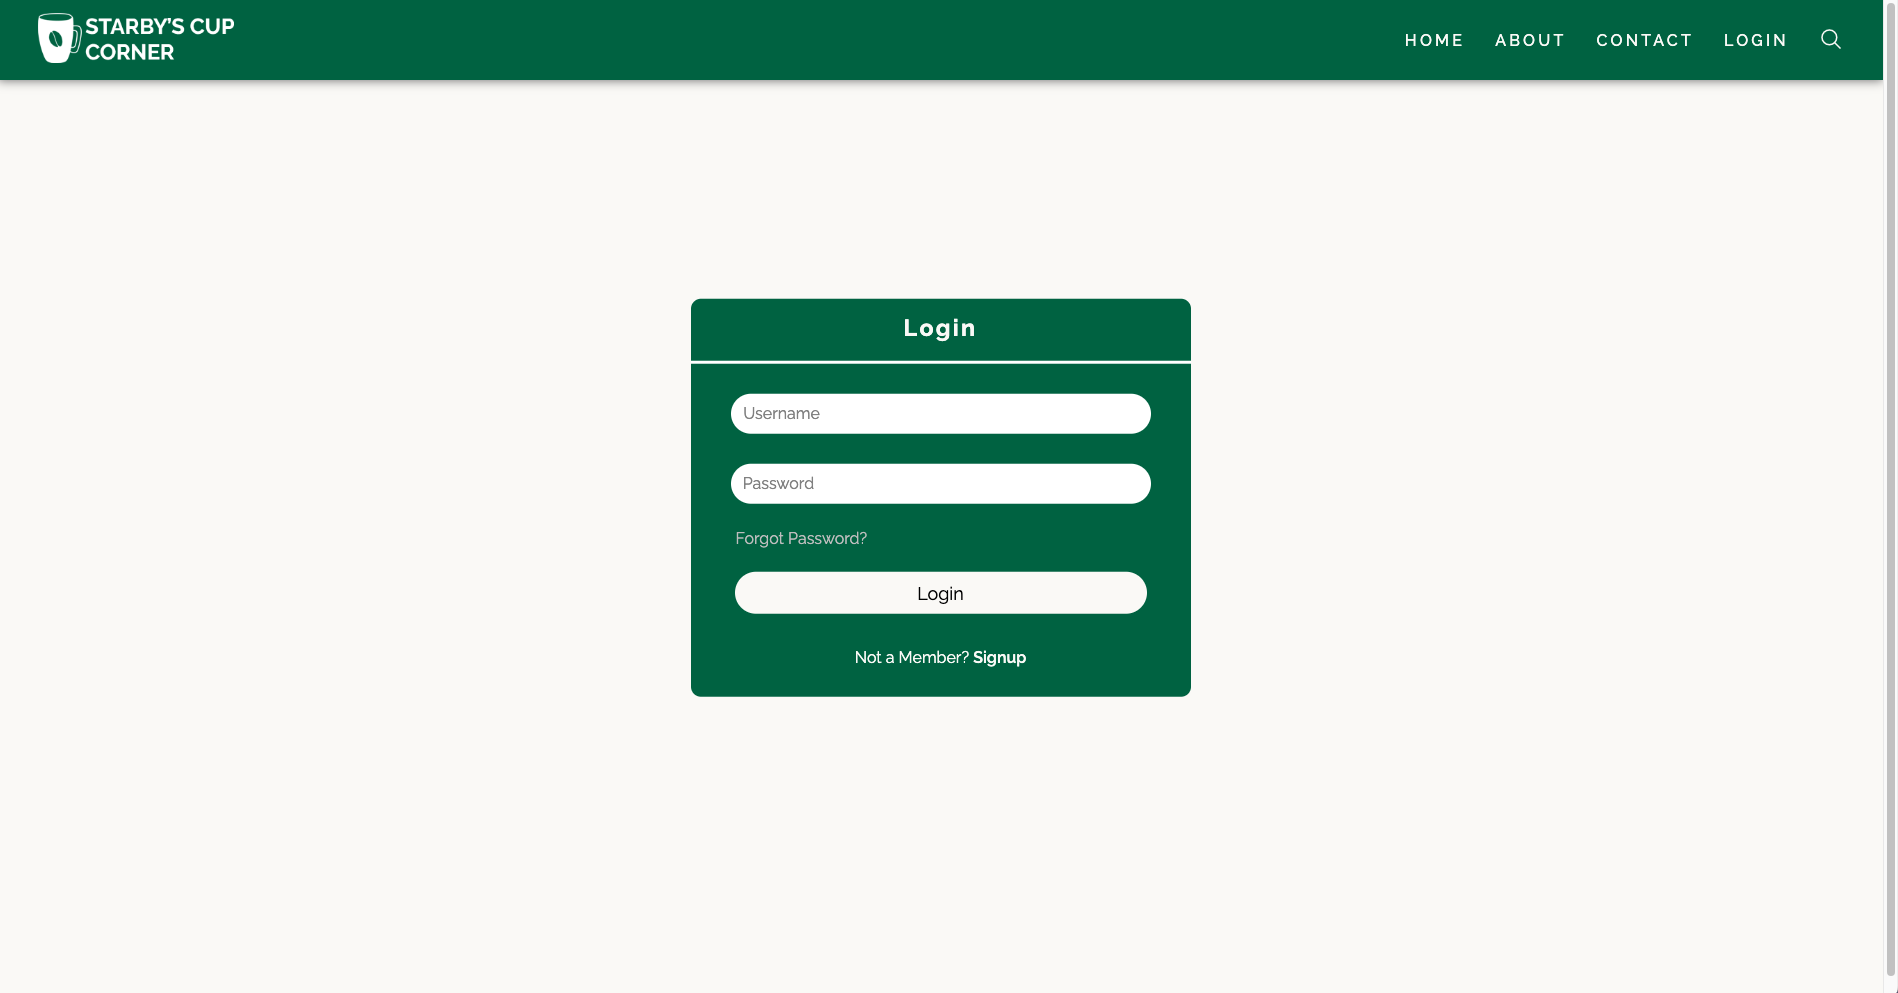 STARBY'S CUP
CORNER
HOME ABOUT CONTACT LOGIN
Login
Username
Password
Forgot Password?
Login
Not a Member? Signup